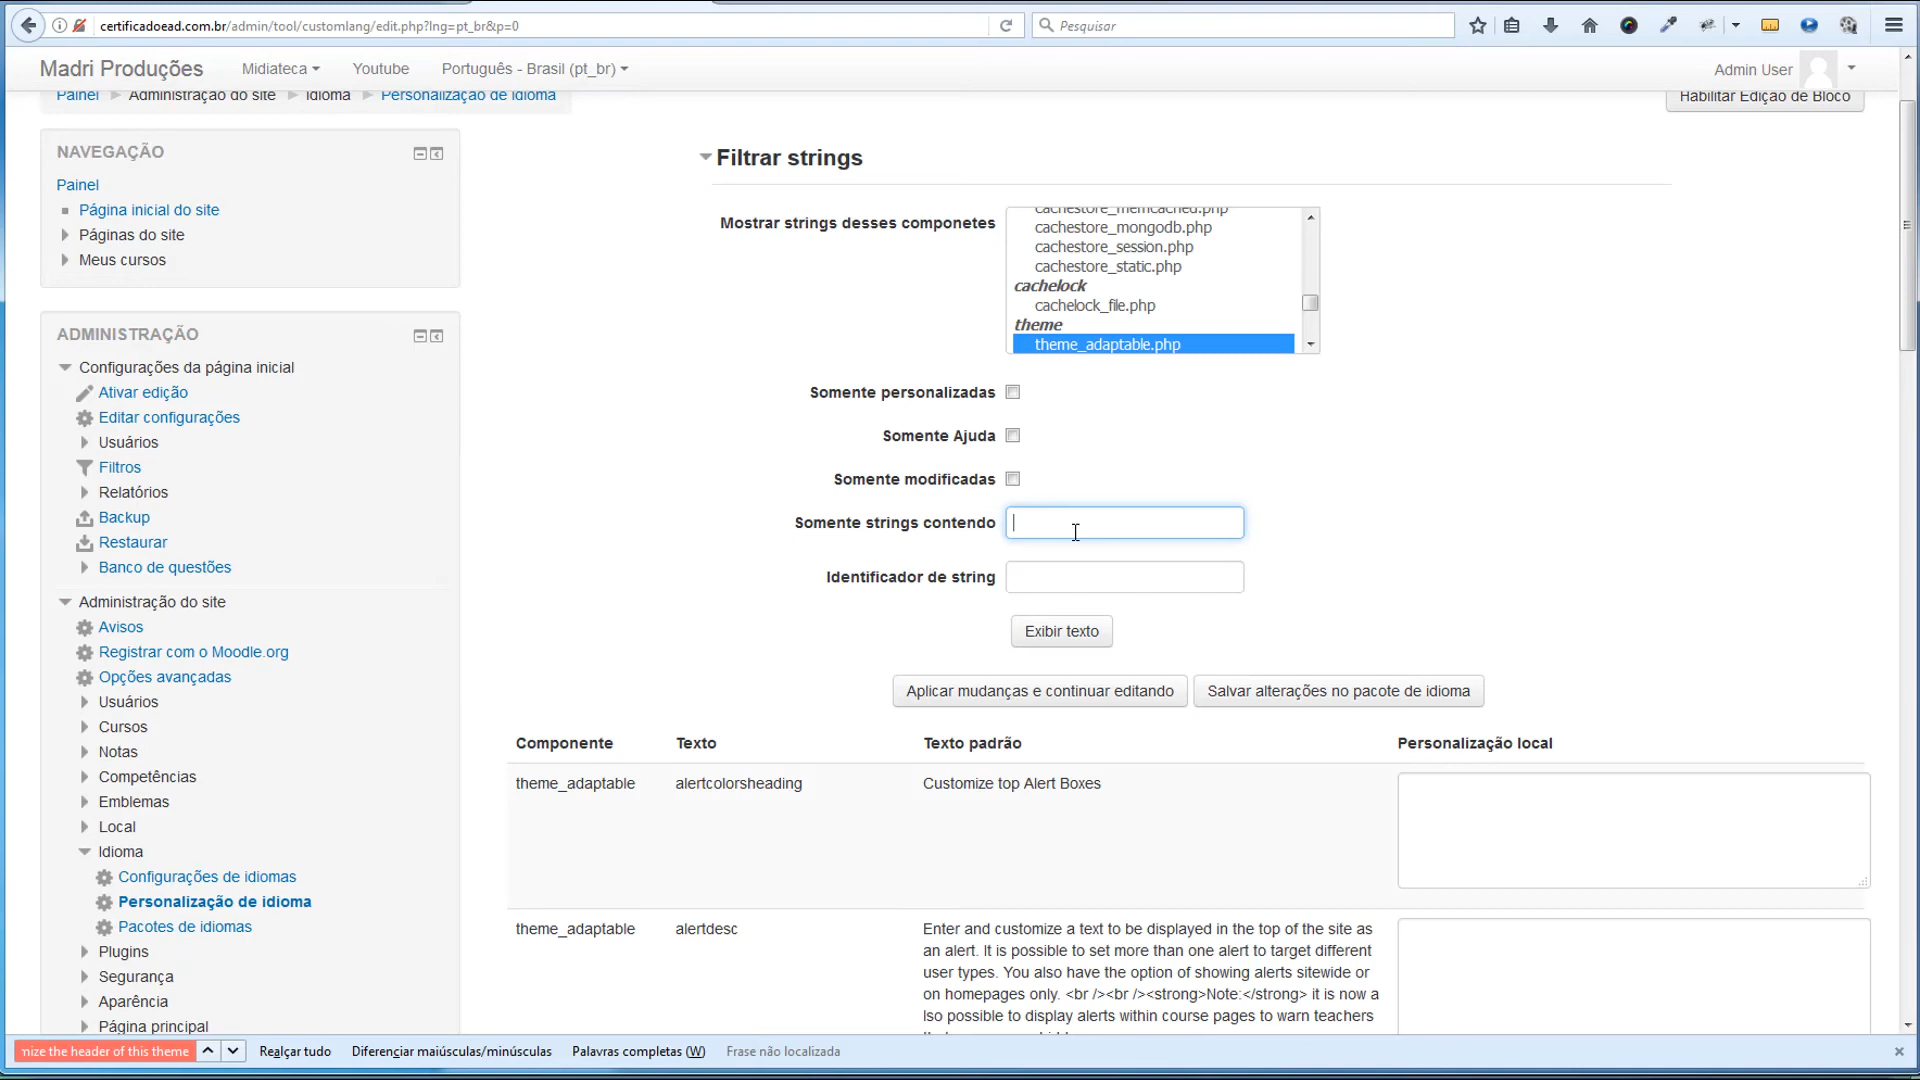 certificadoead.com.br/admin/tool/customlang/edit.php?lng=pt_br&p=0
Pesquisar
Madri Produções
Midiateca
Youtube
Português - Brasil (pt_br)
Admin User
Painel
Administração do site
Idioma
Personalização de idioma
Habilitar Edição de Bloco
NAVEGAÇÃO
Painel
Página inicial do site
Páginas do site
Meus cursos
ADMINISTRAÇÃO
Configurações da página inicial
Ativar edição
Editar configurações
Usuários
Filtros
Relatórios
Backup
Restaurar
Banco de questões
Administração do site
Avisos
Registrar com o Moodle.org
Opções avançadas
Usuários
Cursos
Notas
Competências
Emblemas
Local
Idioma
Configurações de idiomas
Personalização de idioma
Pacotes de idiomas
Plugins
Segurança
Aparência
Página principal
Filtrar strings
Mostrar strings desses componetes
cachestore_memcached.php
cachestore_mongodb.php
cachestore_session.php
cachestore_static.php
cachelock
cachelock_file.php
theme
theme_adaptable.php
Somente personalizadas
Somente Ajuda
Somente modificadas
Somente strings contendo
Identificador de string
Exibir texto
Aplicar mudanças e continuar editando
Salvar alterações no pacote de idioma
Componente
Texto
Texto padrão
Personalização local
theme_adaptable
alertcolorsheading
Customize top Alert Boxes
theme_adaptable
alertdesc
Enter and customize a text to be displayed in the top of the site as
an alert. It is possible to set more than one alert to target different
user types. You also have the option of showing alerts sitewide or
on homepages only. <br /><br /><strong>Note:</strong> it is now a
lso possible to display alerts within course pages to warn teachers
mize the header of this theme
Realçar tudo
Diferenciar maiúsculas/minúsculas
Palavras completas (W)
Frase não localizada